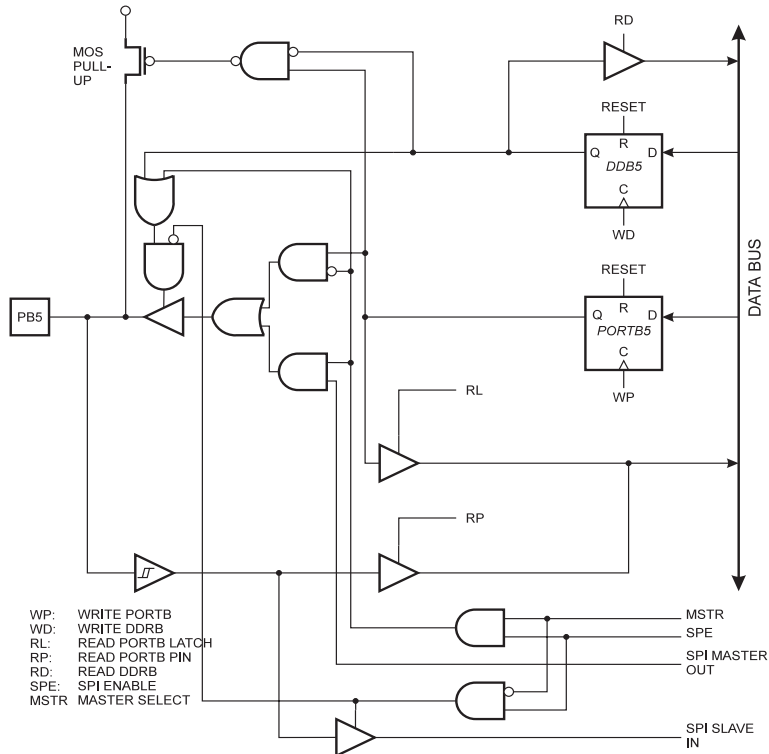 RD
MOS
PULL-
UP
RESET
R
Q
D
DDB5
C
WD
DATA BUS
RESET
R
Q
D
PORTB5
C
WP
PB5
RL
RP
WP: WRITE PORTB
WD: WRITE DDRB
RL: READ PORTB LATCH
RP: READ PORTB PIN
RD: READ DDRB
SPE: SPI ENABLE
MSTR MASTER SELECT
MSTR
SPE
SPI MASTER
OUT
SPI SLAVE
IN